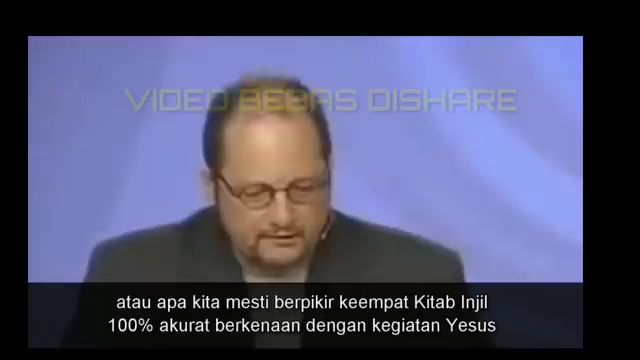 VIDEO BEBAS DISHARE
atau apa kita mesti berpikir keempat Kitab Injil
100% akurat berkenaan dengan kegiatan Yesus